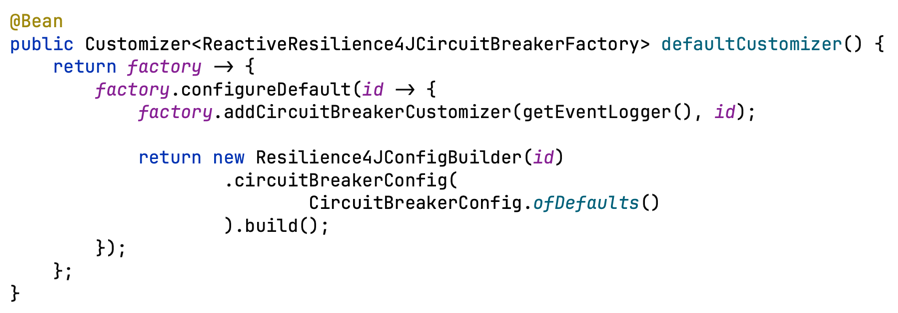 @Bean
public Customizer<ReactiveResilience4JCircuitBreakerFactory> defaultCustomizer() {
    return factory -> {
        factory.configureDefault(id -> {
            factory.addCircuitBreakerCustomizer(getEventLogger(), id);

            return new Resilience4JConfigBuilder(id)
                    .circuitBreakerConfig(
                            CircuitBreakerConfig.ofDefaults()
                    ).build();
        });
    };
}